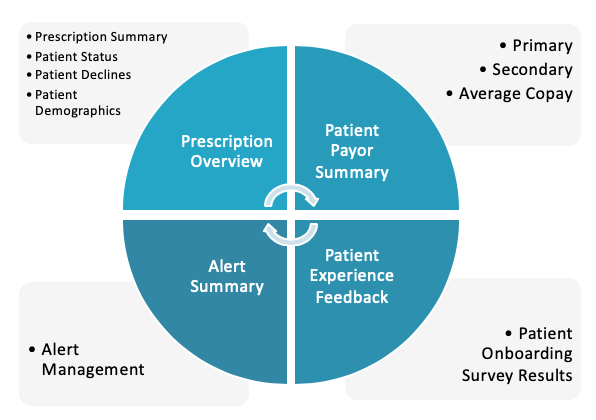 • Prescription Summary
• Patient Status
• Patient Declines
• Patient
Demographics
• Primary
• Secondary
• Average Copay
Prescription
Overview
Patient
Payor
Summary
Alert
Summary
Patient
Experience
Feedback
• Alert
Management
• Patient
Onboarding
Survey Results